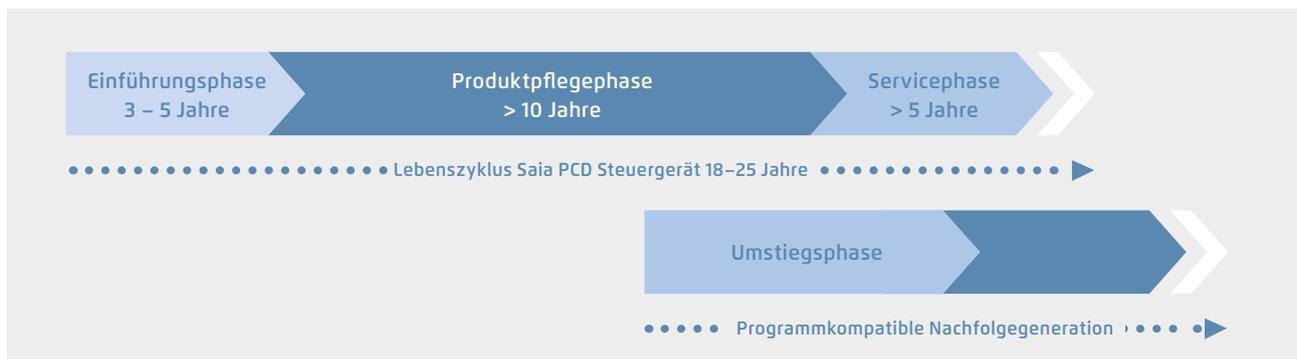 Einführungsphase
3 – 5 Jahre
Produktpflegephase
> 10 Jahre
Servicephase
> 5 Jahre
Lebenszyklus Saia PCD Steuergerät 18–25 Jahre
Umstiegsphase
Programmkompatible Nachfolgegeneration